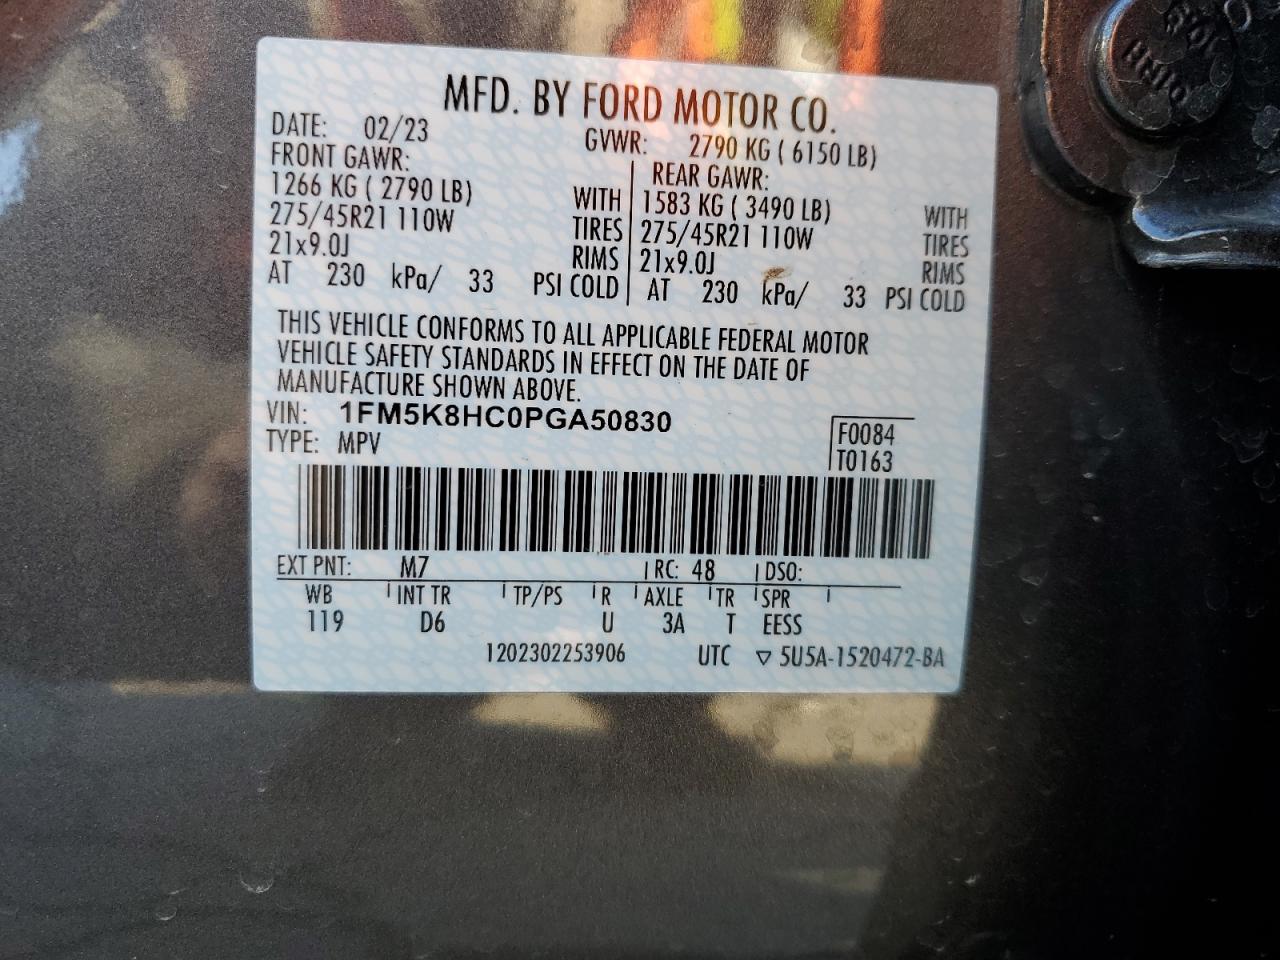 MFD. BY FORD MOTOR CO.
DATE: 02/23 GVWR: 2790 KG ( 6150 LB)
FRONT GAWR: REAR GAWR:
1266 KG ( 2790 LB) WITH 1583 KG ( 3490 LB) WITH
275/45R21 110W TIRES 275/45R21 110W TIRES
21x9.0J RIMS 21x9.0J RIMS
AT 230 kPa/ 33 PSI COLD AT 230 kPa/ 33 PSI COLD
THIS VEHICLE CONFORMS TO ALL APPLICABLE FEDERAL MOTOR
VEHICLE SAFETY STANDARDS IN EFFECT ON THE DATE OF
MANUFACTURE SHOWN ABOVE.
VIN: 1FM5K8HC0PGA50830
F0084
TYPE: MPV
T0163
EXT PNT: M7 RC: 48 DSO:
WB INT TR TP/PS R AXLE TR SPR
119 D6 U 3A T EESS
1202302253906 UTC ▽ 5U5A-1520472-BA